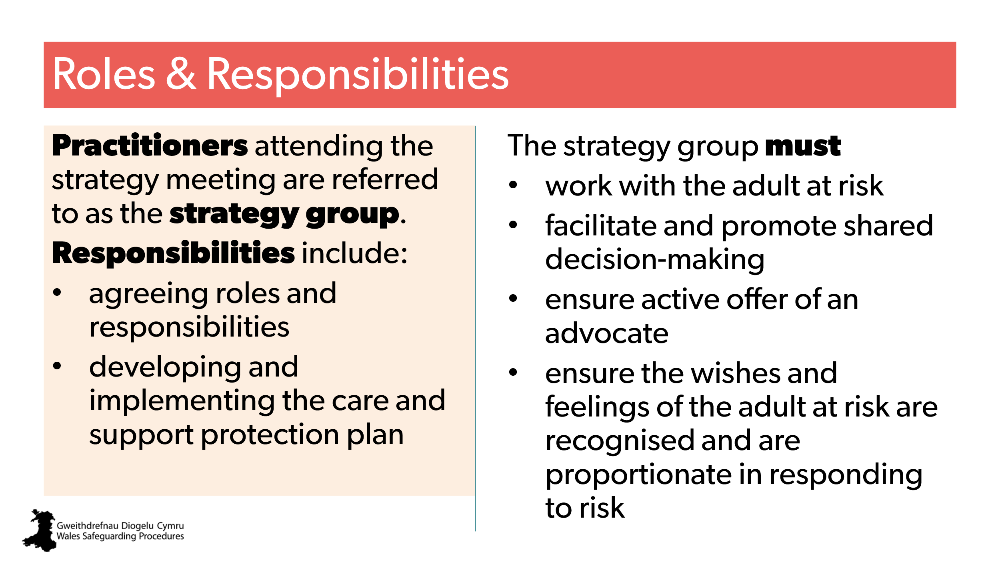 Roles & Responsibilities
Practitioners attending the
strategy meeting are referred
to as the strategy group.
Responsibilities include:
• agreeing roles and
responsibilities
• developing and
implementing the care and
support protection plan
The strategy group must
• work with the adult at risk
• facilitate and promote shared
decision-making
• ensure active offer of an
advocate
• ensure the wishes and
feelings of the adult at risk are
recognised and are
proportionate in responding
to risk
Gweithdrefnau Diogelu Cymru
Wales Safeguarding Procedures